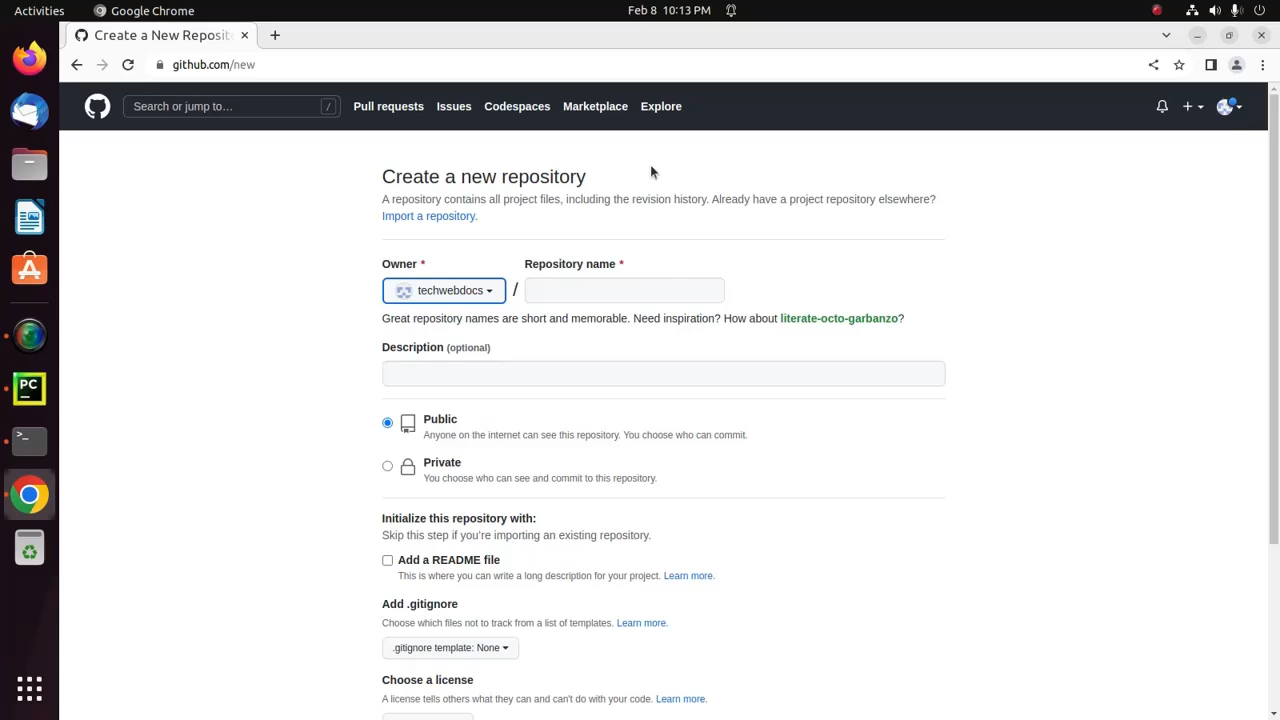 Activities
Google Chrome
Feb 8 10:13 PM
Create a New Reposit
github.com/new
Search or jump to…
/
Pull requests
Issues
Codespaces
Marketplace
Explore
Create a new repository
A repository contains all project files, including the revision history. Already have a project repository elsewhere?
Import a repository.
Owner *
Repository name *
techwebdocs
/
Great repository names are short and memorable. Need inspiration? How about literate-octo-garbanzo?
Description (optional)
Public
Anyone on the internet can see this repository. You choose who can commit.
Private
You choose who can see and commit to this repository.
Initialize this repository with:
Skip this step if you’re importing an existing repository.
Add a README file
This is where you can write a long description for your project. Learn more.
Add .gitignore
Choose which files not to track from a list of templates. Learn more.
.gitignore template: None
Choose a license
A license tells others what they can and can't do with your code. Learn more.
PC
>_